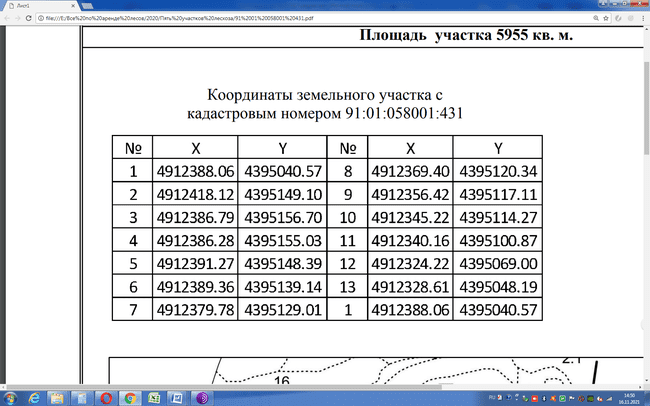 Лист1
file:///E:/Все%20по%20аренде%20лесов/2020/Пять%20участков%20лесхоза/91%2001%20058001%20431.pdf
Площадь участка 5955 кв. м.
Координаты земельного участка с
кадастровым номером 91:01:058001:431
№ X Y № X Y
1 4912388.06 4395040.57 8 4912369.40 4395120.34
2 4912418.12 4395149.10 9 4912356.42 4395117.11
3 4912386.79 4395156.70 10 4912345.22 4395114.27
4 4912386.28 4395155.03 11 4912340.16 4395100.87
5 4912391.27 4395148.39 12 4912324.22 4395069.00
6 4912389.36 4395139.14 13 4912328.61 4395048.19
7 4912379.78 4395129.01 1 4912388.06 4395040.57
16
2.1
RU
14:50
16.11.2021